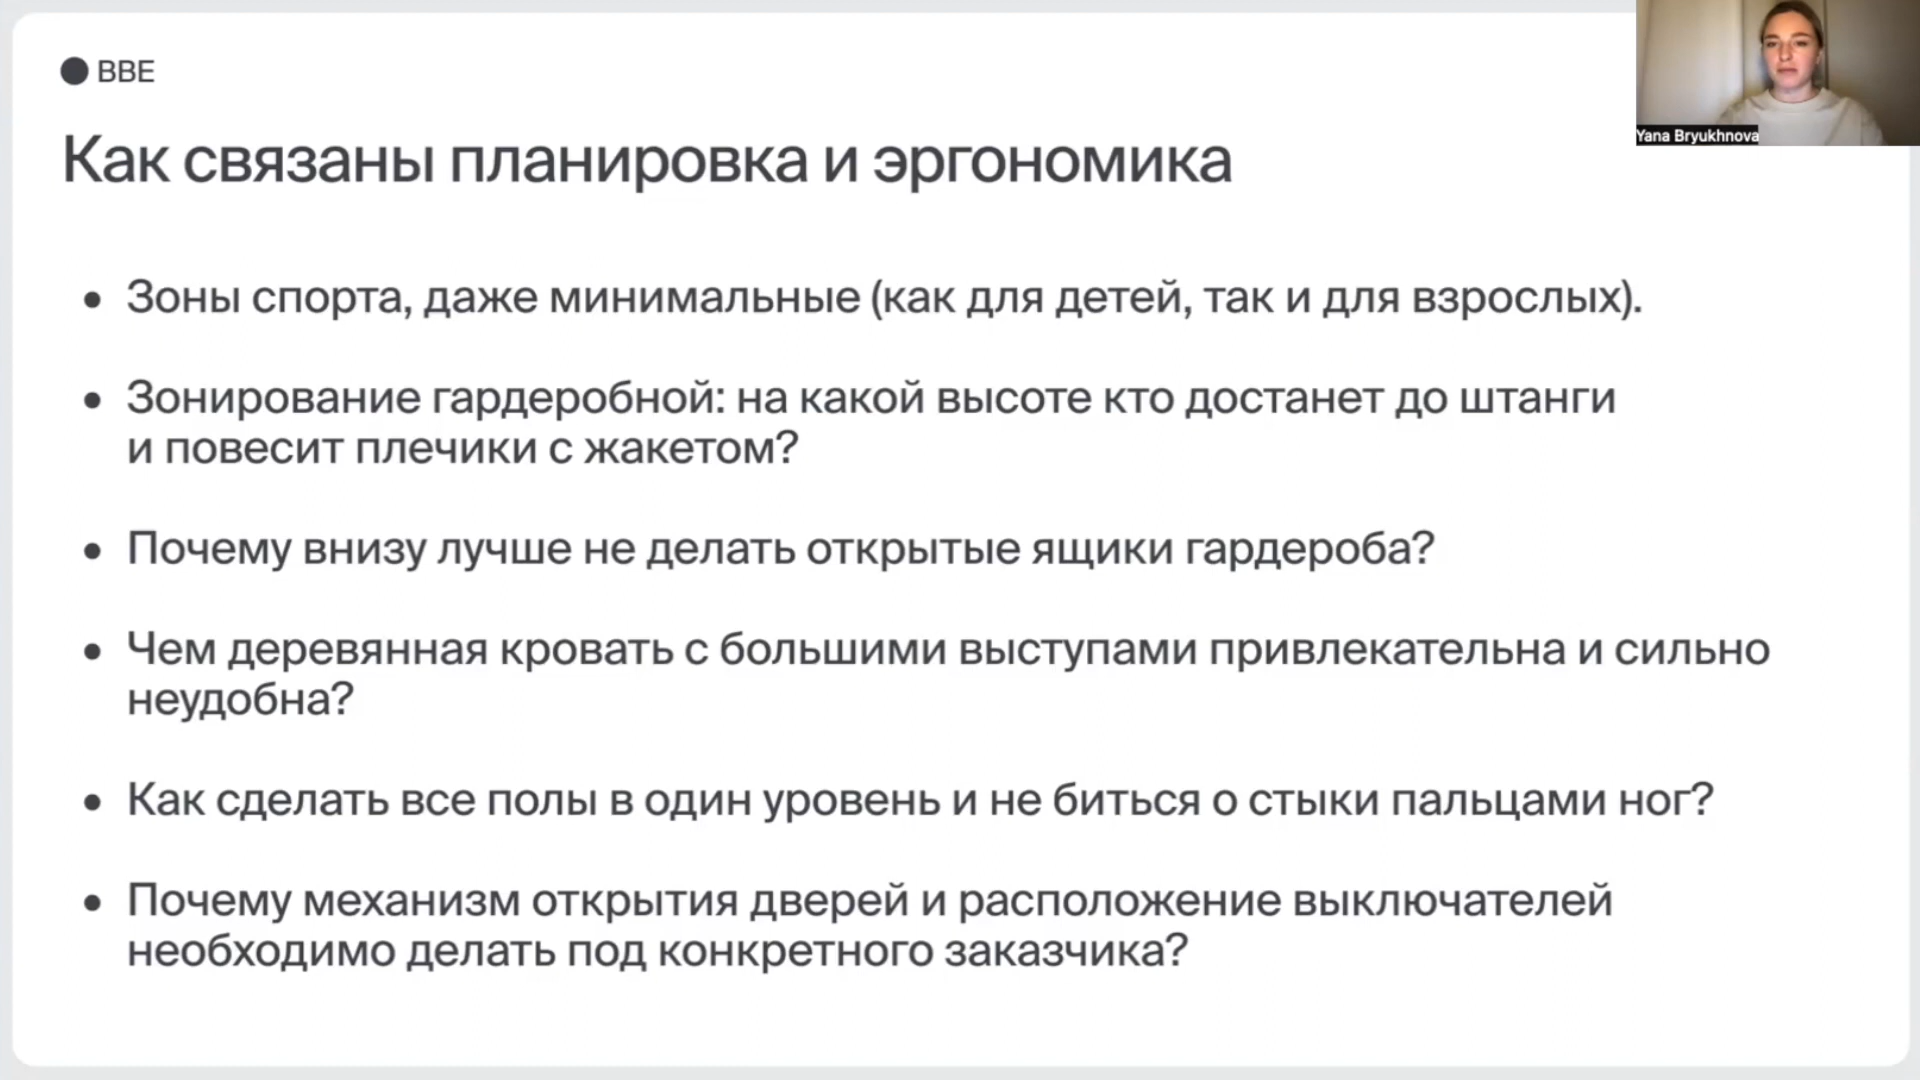 BBE
Yana Bryukhnova
Как связаны планировка и эргономика
• Зоны спорта, даже минимальные (как для детей, так и для взрослых).
• Зонирование гардеробной: на какой высоте кто достанет до штанги
и повесит плечики с жакетом?
• Почему внизу лучше не делать открытые ящики гардероба?
• Чем деревянная кровать с большими выступами привлекательна и сильно
неудобна?
• Как сделать все полы в один уровень и не биться о стыки пальцами ног?
• Почему механизм открытия дверей и расположение выключателей
необходимо делать под конкретного заказчика?